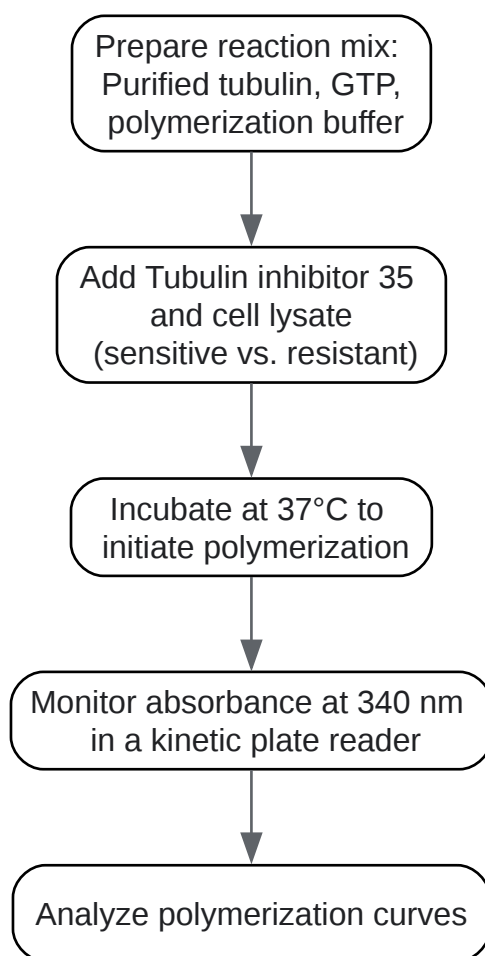 Prepare reaction mix:
Purified tubulin, GTP,
polymerization buffer
Add Tubulin inhibitor 35
and cell lysate
(sensitive vs. resistant)
Incubate at 37°C to
initiate polymerization
Monitor absorbance at 340 nm
in a kinetic plate reader
Analyze polymerization curves